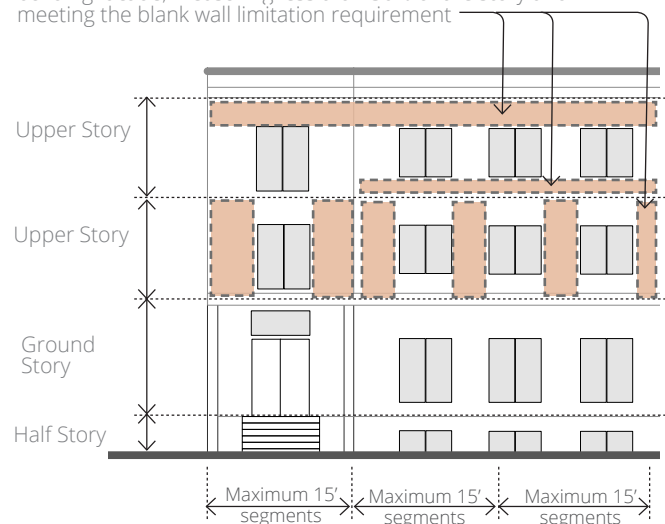 meeting the blank wall limitation requirement
Upper Story
Upper Story
Ground
Story
Half Story
Maximum 15’
segments
Maximum 15’
segments
Maximum 15’
segments